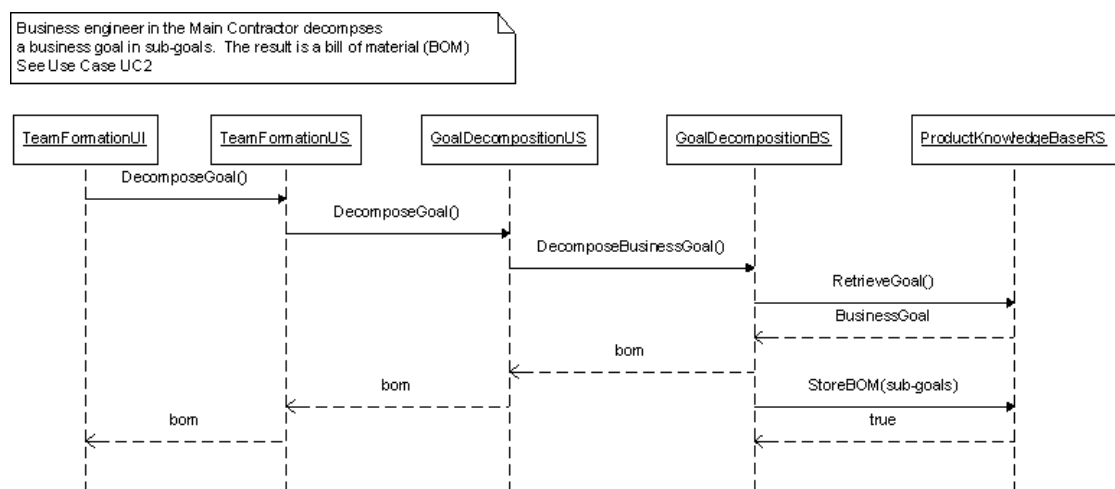 Business engineer in the Main Contractor decompses
a business goal in sub-goals. The result is a bill of material (BOM)
See Use Case UC2
TeamFormationUI
TeamFormationUS
GoalDecompositionUS
GoalDecompositionBS
ProductKnowledgeBaseRS
DecomposeGoal()
DecomposeGoal()
DecomposeBusinessGoal()
RetrieveGoal()
BusinessGoal
bom
StoreBOM(sub-goals)
bom
true
bom